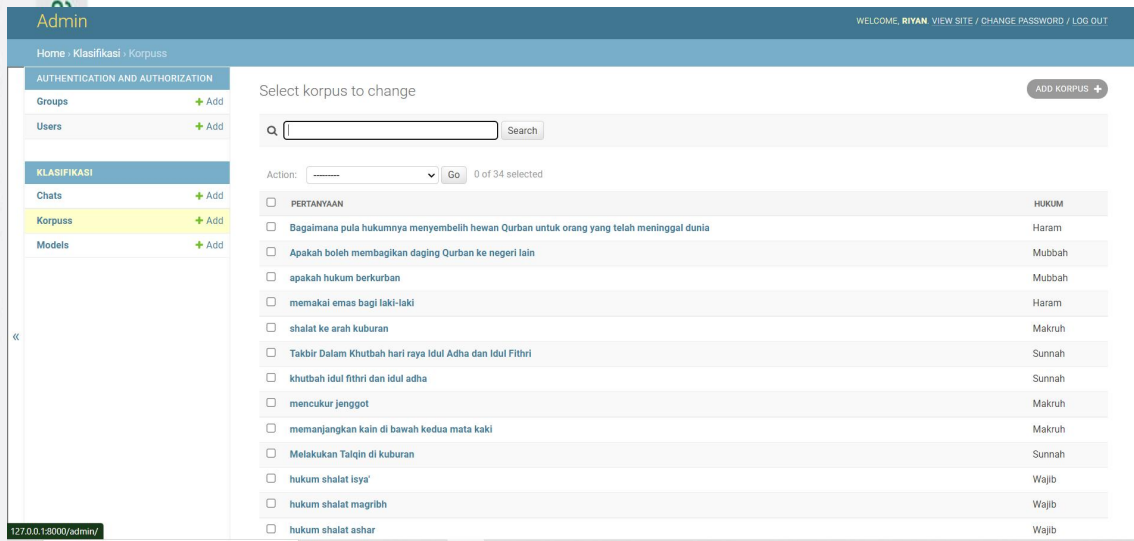 Admin
WELCOME, RIYAN. VIEW SITE / CHANGE PASSWORD / LOG OUT
Home › Klasifikasi › Korpuss
AUTHENTICATION AND AUTHORIZATION
Groups + Add
Users + Add
KLASIFIKASI
Chats + Add
Korpuss + Add
Models + Add
«
Select korpus to change
ADD KORPUS +
Search
Action: --------- Go 0 of 34 selected
PERTANYAAN HUKUM
Bagaimana pula hukumnya menyembelih hewan Qurban untuk orang yang telah meninggal dunia Haram
Apakah boleh membagikan daging Qurban ke negeri lain Mubbah
apakah hukum berkurban Mubbah
memakai emas bagi laki-laki Haram
shalat ke arah kuburan Makruh
Takbir Dalam Khutbah hari raya Idul Adha dan Idul Fithri Sunnah
khutbah idul fithri dan idul adha Sunnah
mencukur jenggot Makruh
memanjangkan kain di bawah kedua mata kaki Makruh
Melakukan Talqin di kuburan Sunnah
hukum shalat isya' Wajib
hukum shalat magribh Wajib
hukum shalat ashar Wajib
127.0.0.1:8000/admin/